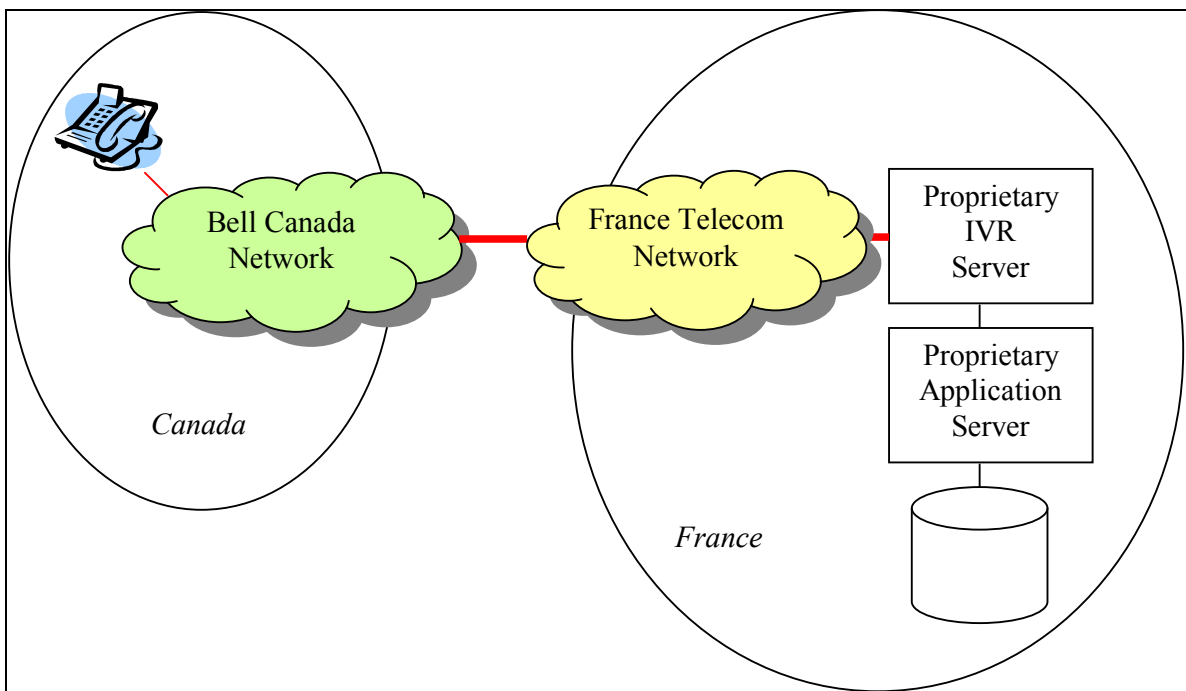 Bell Canada
Network
France Telecom
Network
Proprietary
IVR
Server
Proprietary
Application
Server
Canada
France